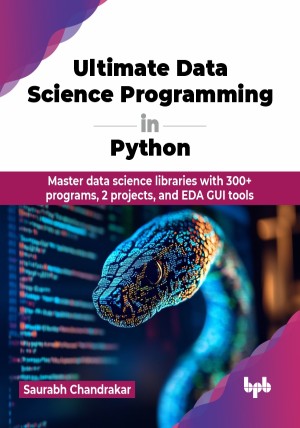 Ultimate Data
Science Programming
in
Python
Master data science libraries with 300+
programs, 2 projects, and EDA GUI tools
Saurabh Chandrakar
bpb